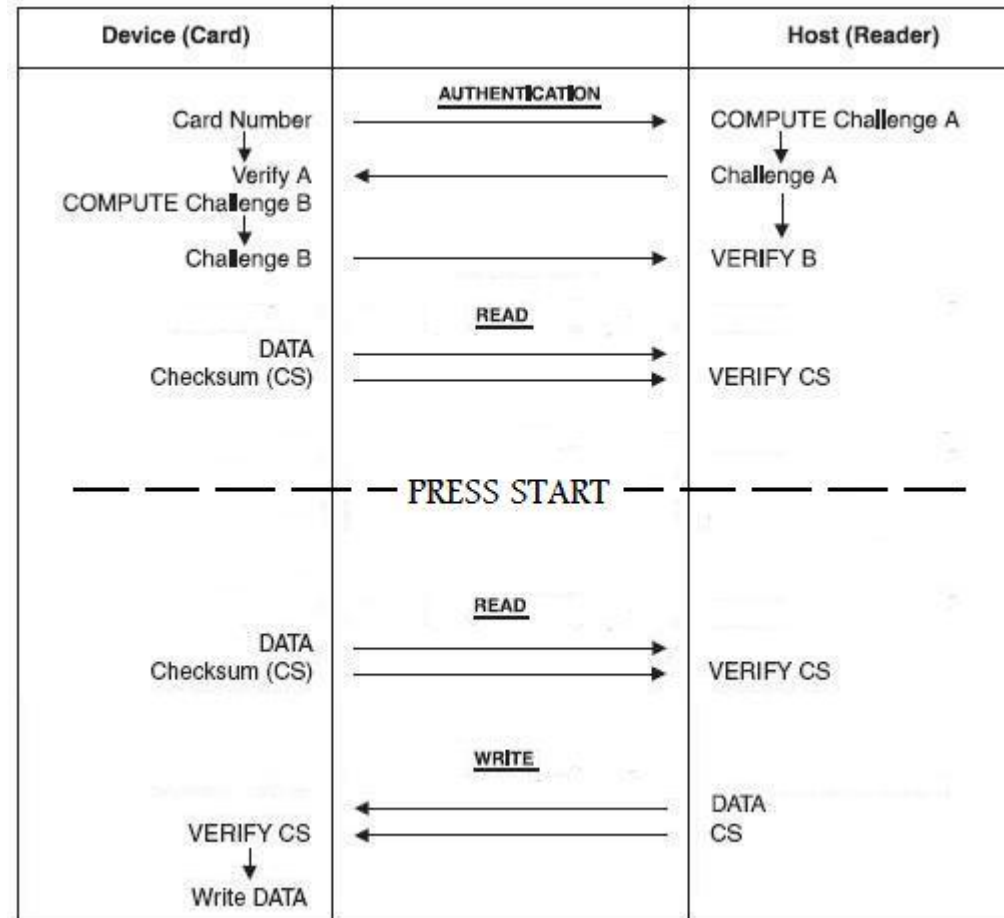 Device (Card) Host (Reader)
AUTHENTICATION
Card Number COMPUTE Challenge A
Verify A Challenge A
COMPUTE Challenge B
Challenge B VERIFY B
READ
DATA
Checksum (CS) VERIFY CS
PRESS START
READ
DATA
Checksum (CS) VERIFY CS
WRITE
DATA
VERIFY CS CS
Write DATA